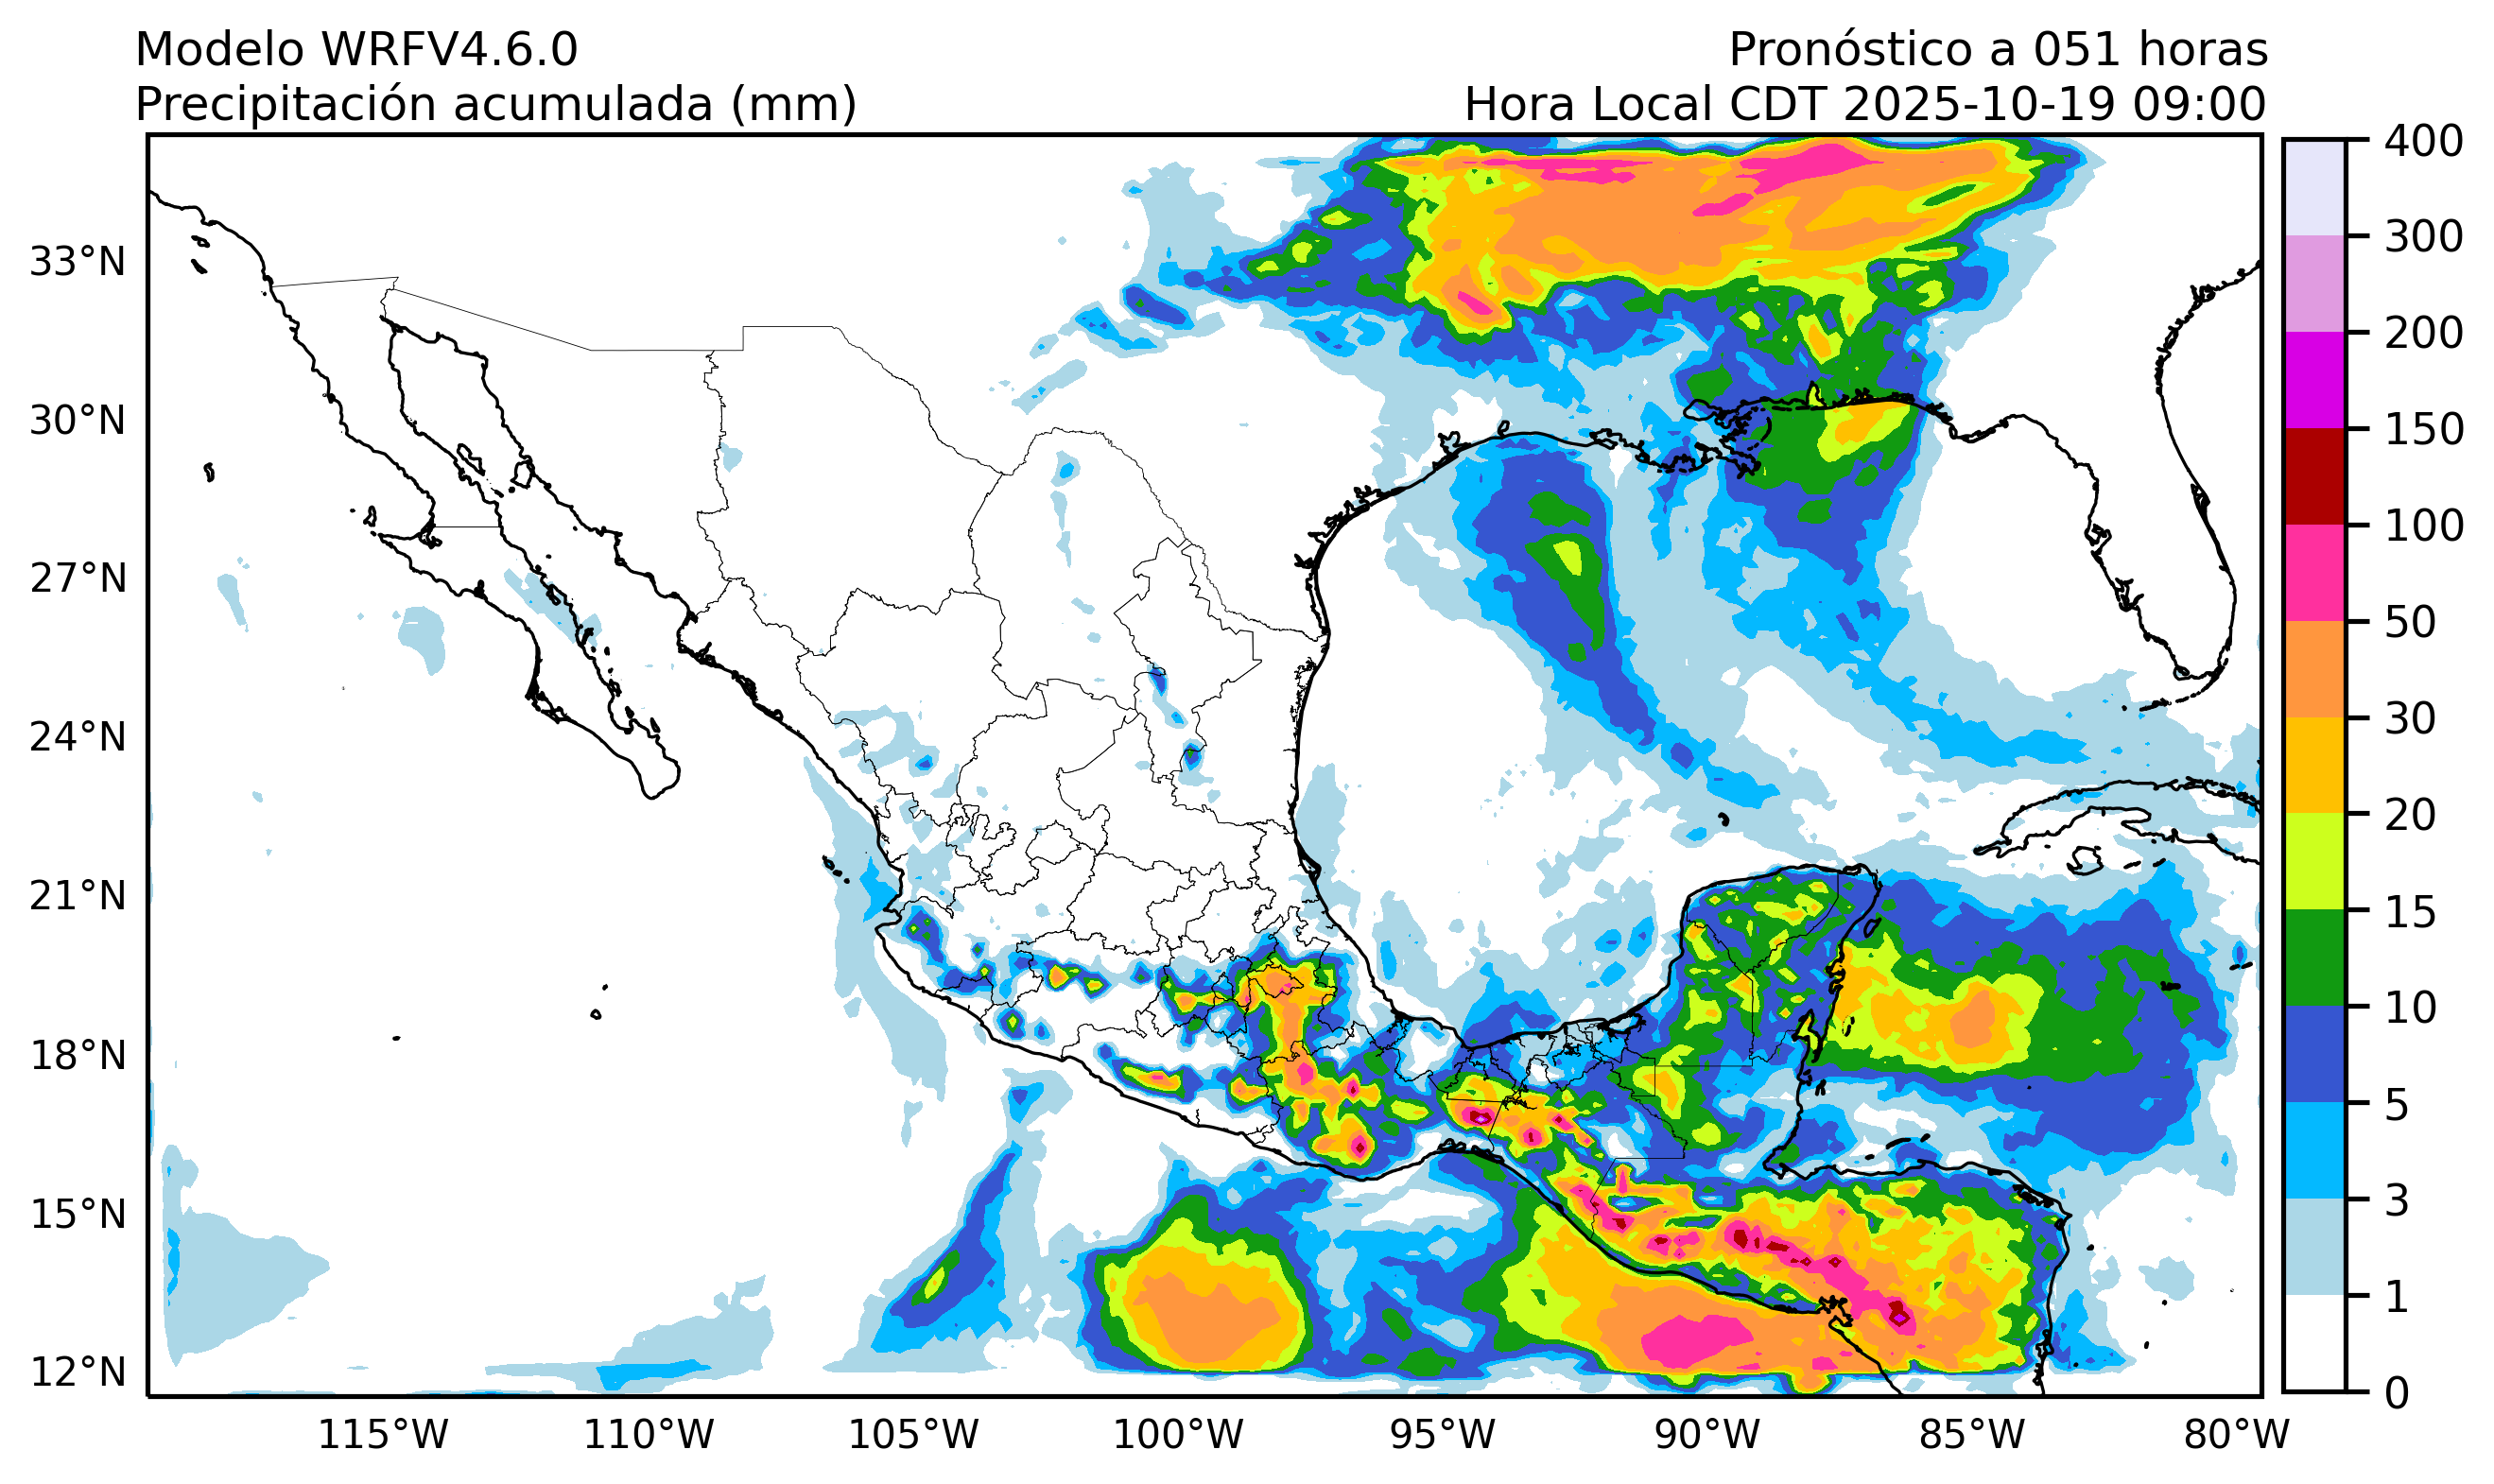 Modelo WRFV4.6.0
Pronóstico a 051 horas
Precipitación acumulada (mm)
Hora Local CDT 2025-10-19 09:00
33°N
30°N
27°N
24°N
21°N
18°N
15°N
12°N
115°W
110°W
105°W
100°W
95°W
90°W
85°W
80°W
400
300
200
150
100
50
30
20
15
10
5
3
1
0